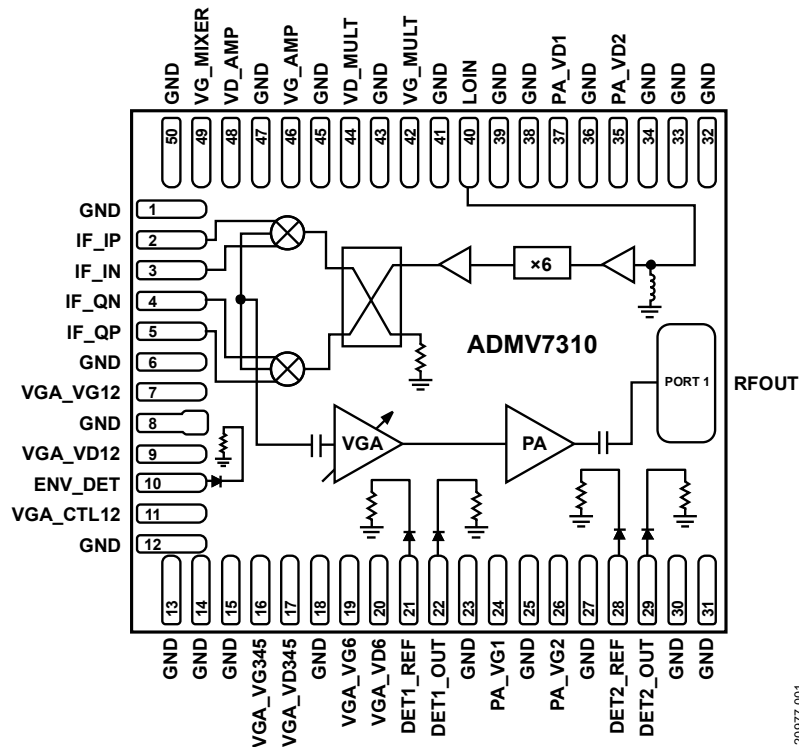 GND
VG_MIXER
VD_AMP
GND
VG_AMP
GND
VD_MULT
GND
VG_MULT
GND
LOIN
GND
GND
PA_VD1
GND
PA_VD2
GND
GND
GND
50
49
48
47
46
45
44
43
42
41
40
39
38
37
36
35
34
33
32
GND 1
IF_IP 2
IF_IN 3
IF_QN 4
IF_QP 5
GND 6
VGA_VG12 7
GND 8
VGA_VD12 9
ENV_DET 10
VGA_CTL12 11
GND 12
×6
ADMV7310
PORT 1
RFOUT
VGA
PA
13
14
15
16
17
18
19
20
21
22
23
24
25
26
27
28
29
30
31
GND
GND
GND
VGA_VG345
VGA_VD345
GND
VGA_VG6
VGA_VD6
DET1_REF
DET1_OUT
GND
PA_VG1
GND
PA_VG2
GND
DET2_REF
DET2_OUT
GND
GND
20977-001